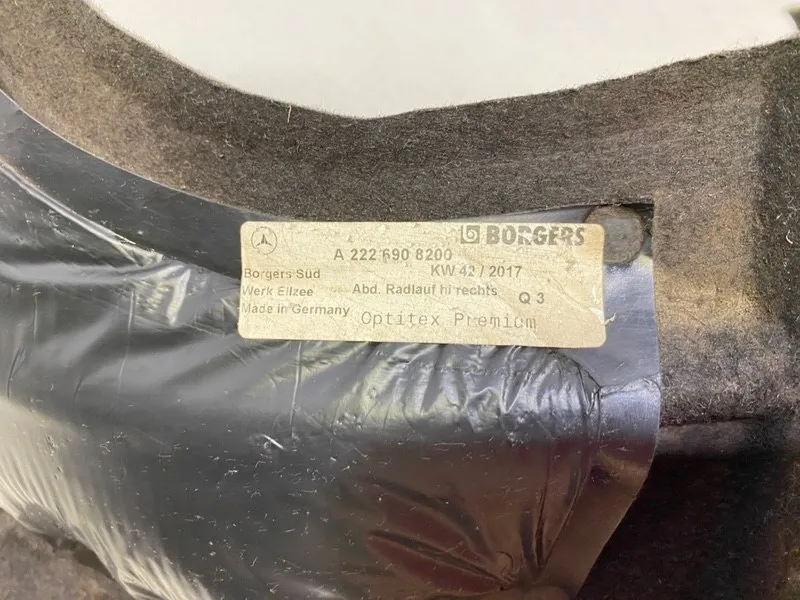 BORGERS
A 222 690 8200
Borgers Süd KW 42 / 2017
Werk Ellzee Abd. Radlauf hi rechts Q 3
Made in Germany
Optitex Premium